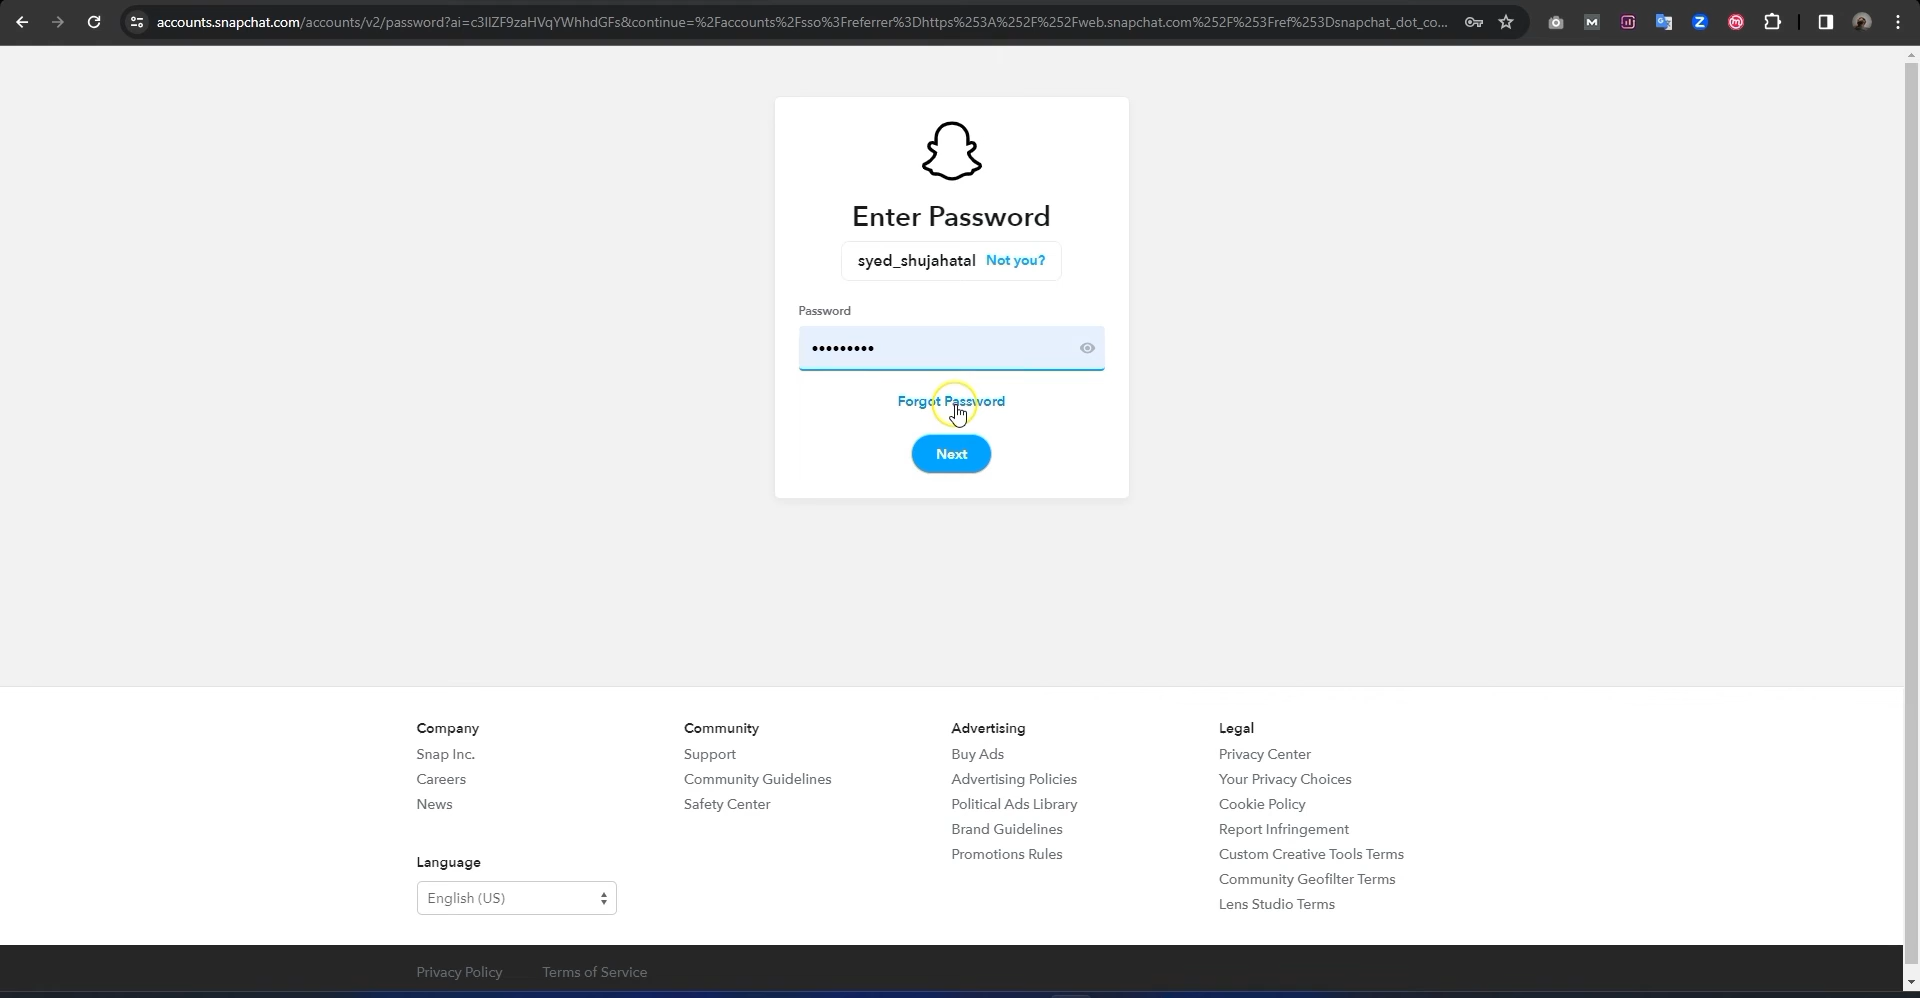 accounts.snapchat.com/accounts/v2/password?ai=c3llZF9zaHVqYWhhdGFs&continue=%2Faccounts%2Fsso%3Freferrer%3Dhttps%253A%252F%252Fweb.snapchat.com%252F%253Fref%253Dsnapchat_dot_co...
Enter Password
syed_shujahatal Not you?
Password
•••••••••
Forgot Password
Next
Company
Snap Inc.
Careers
News
Community
Support
Community Guidelines
Safety Center
Advertising
Buy Ads
Advertising Policies
Political Ads Library
Brand Guidelines
Promotions Rules
Legal
Privacy Center
Your Privacy Choices
Cookie Policy
Report Infringement
Custom Creative Tools Terms
Community Geofilter Terms
Lens Studio Terms
Language
English (US)
Privacy Policy Terms of Service